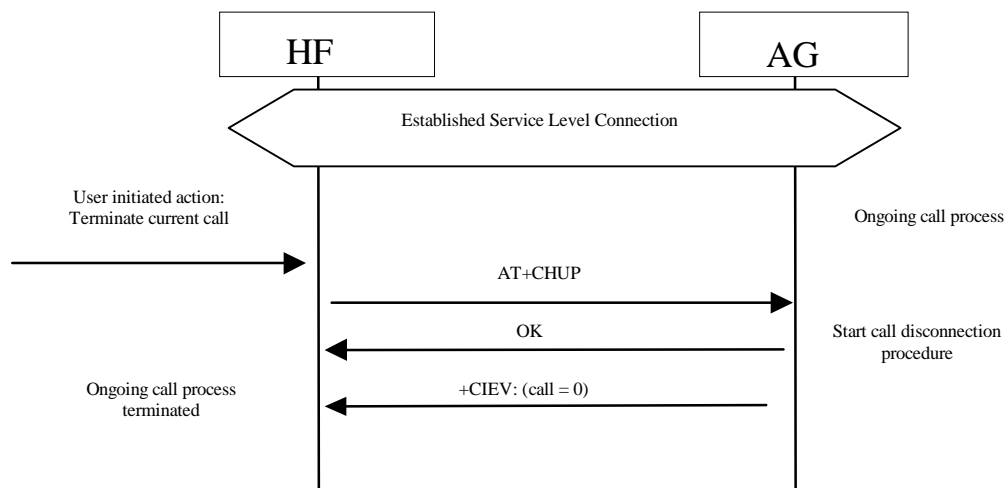 HF
AG
Established Service Level Connection
User initiated action:
Terminate current call
Ongoing call process
AT+CHUP
OK
Start call disconnection
procedure
Ongoing call process
terminated
+CIEV: (call = 0)